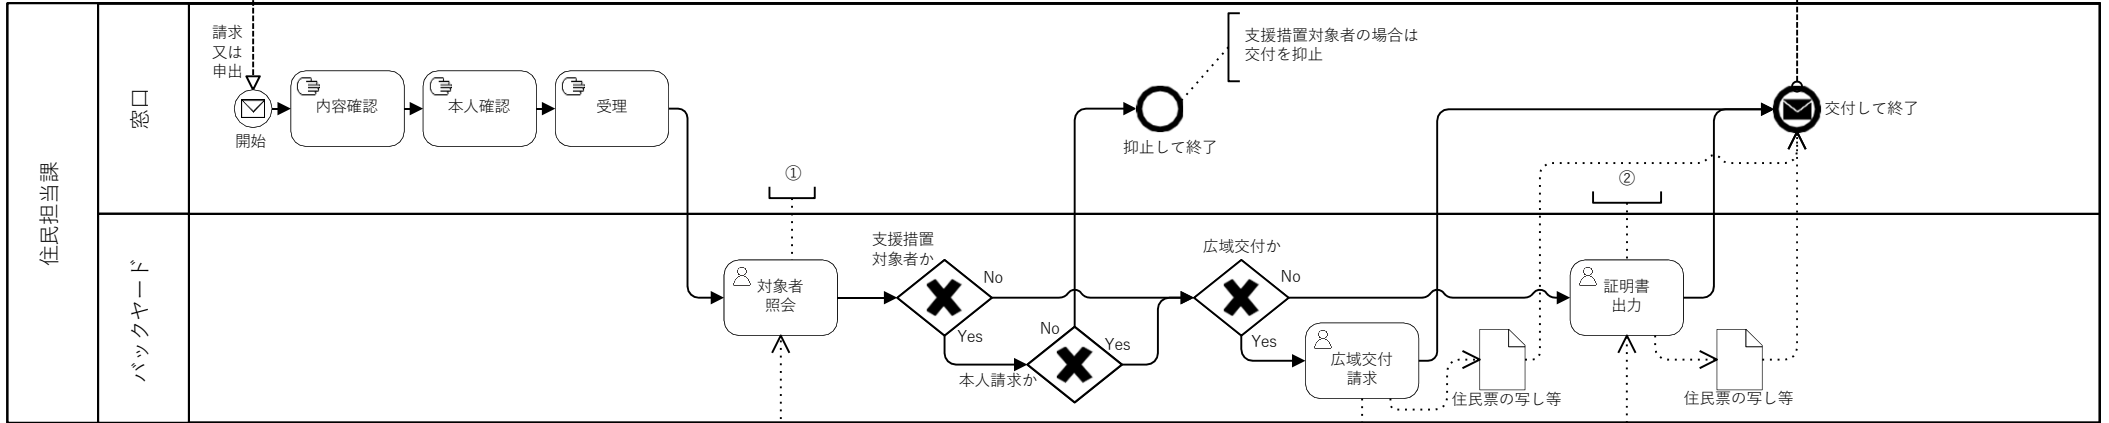 住民担当課
窓口
バックヤード
請求
又は
申出
開始
内容確認
本人確認
受理
①
支援措置対象者の場合は
交付を抑止
抑止して終了
交付して終了
②
対象者
照会
支援措置
対象者か
No
Yes
本人請求か
No
Yes
広域交付か
No
Yes
広域交付
請求
住民票の写し等
証明書
出力
住民票の写し等